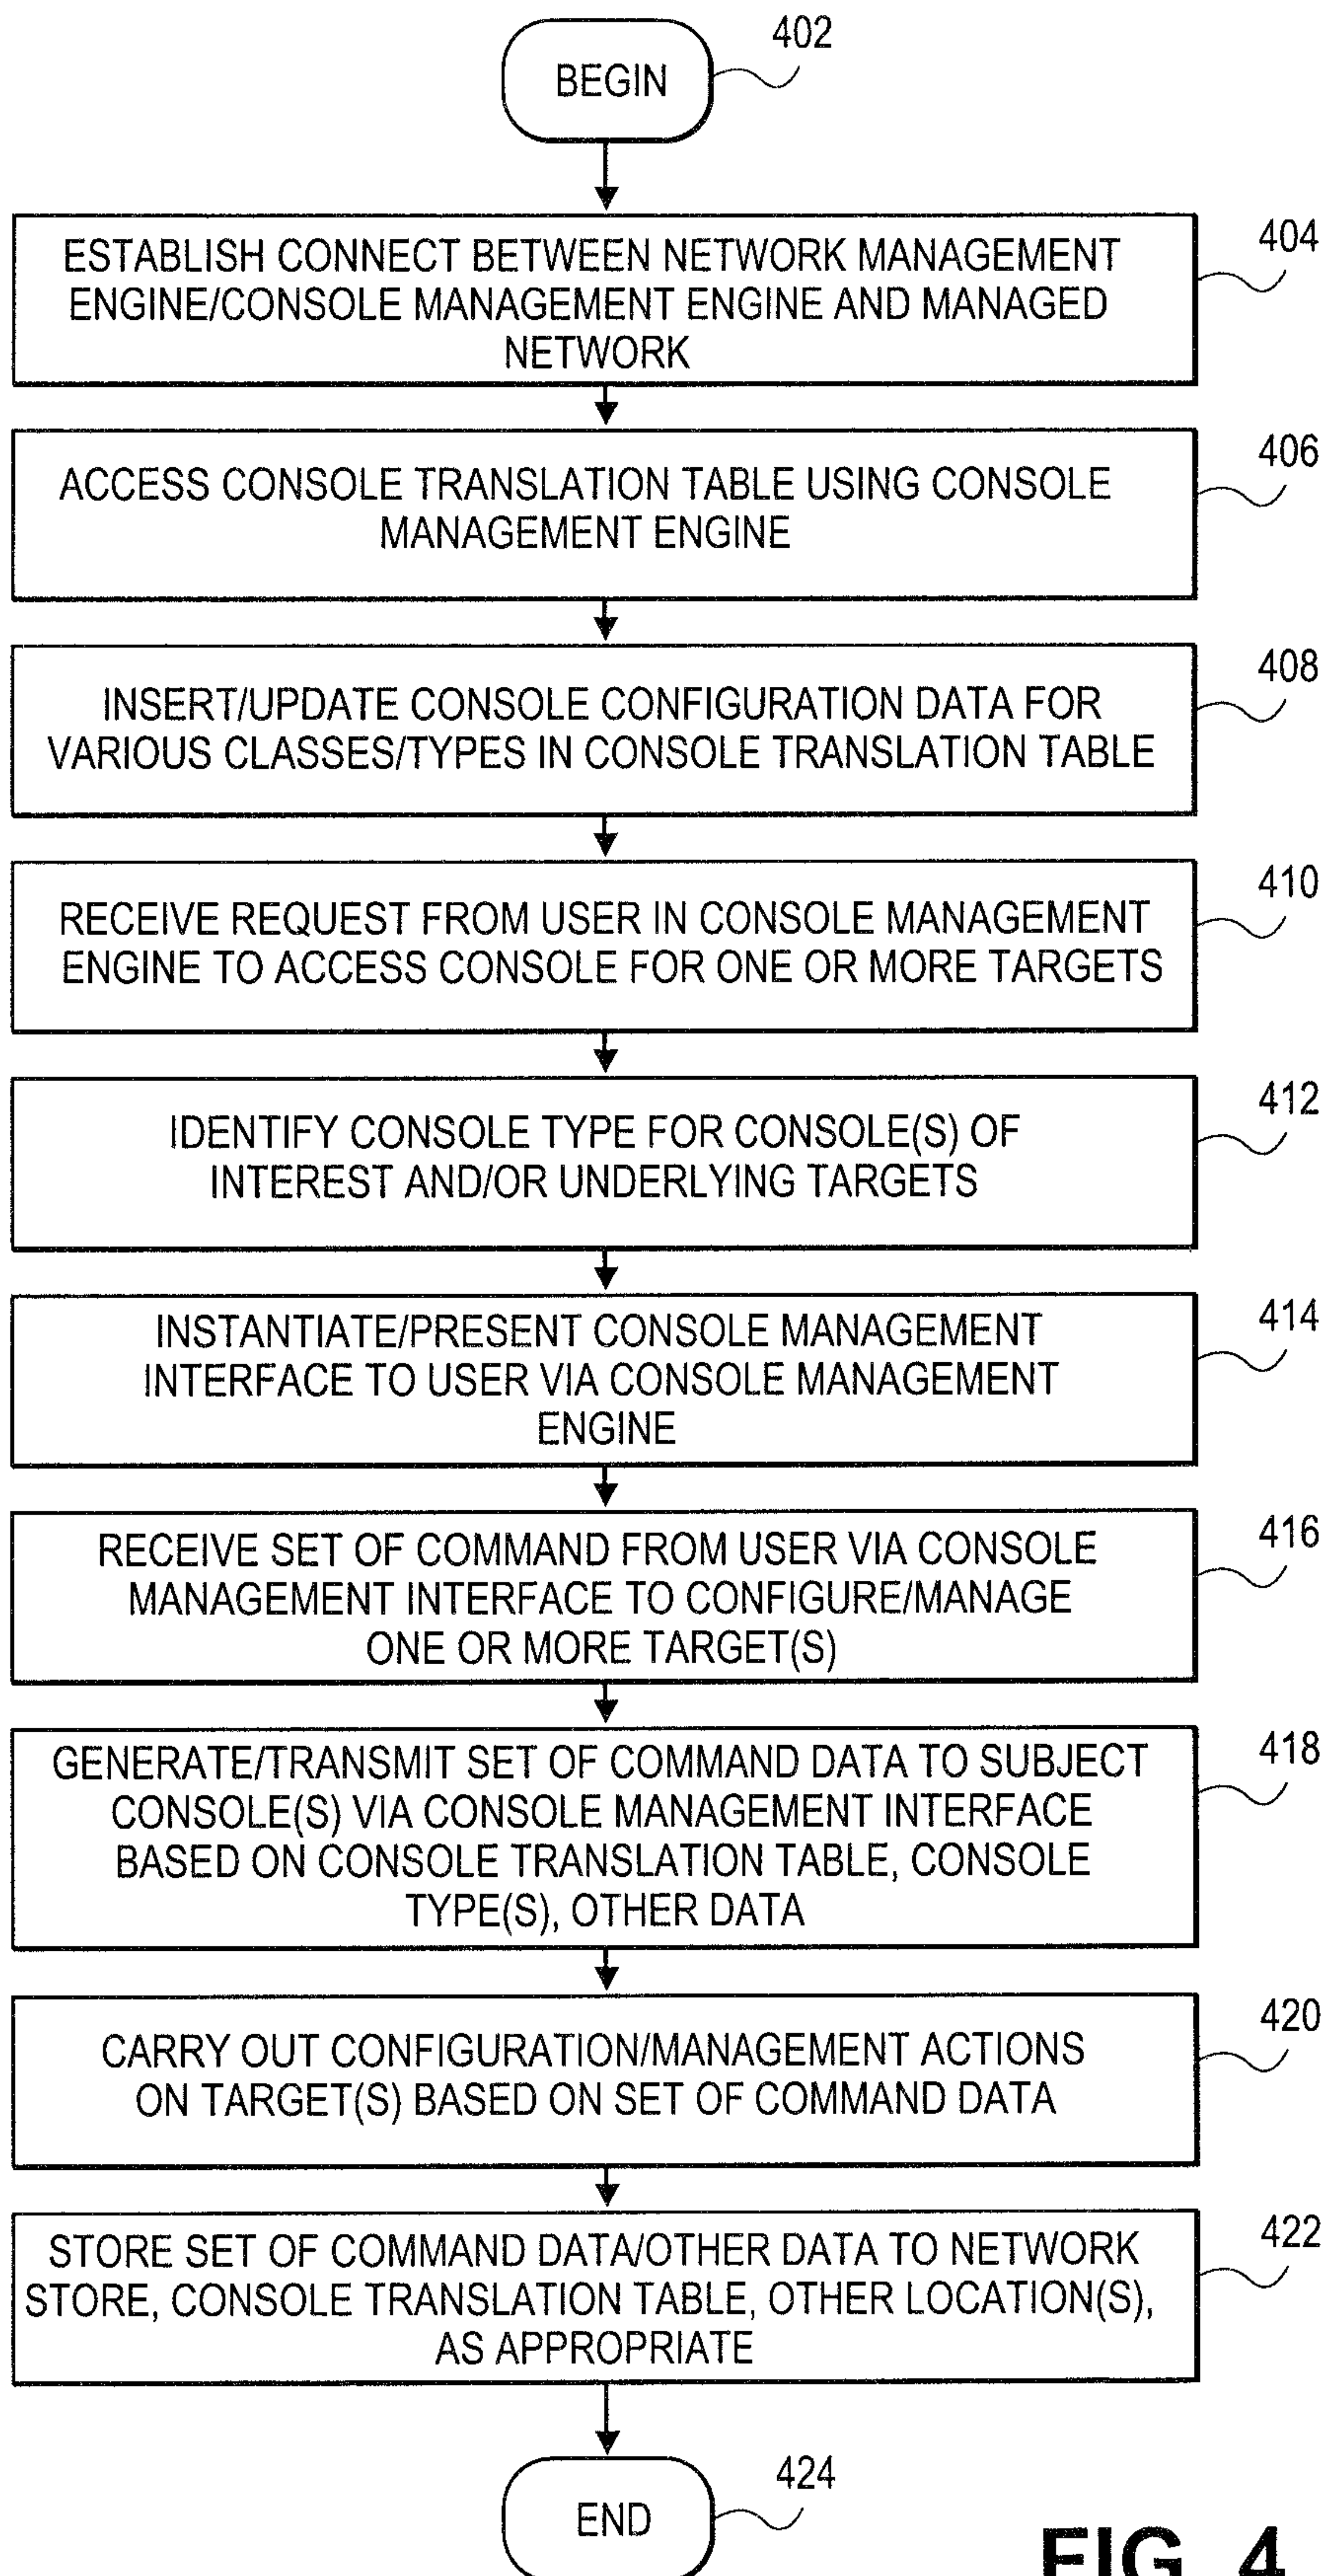 BEGIN
402
ESTABLISH CONNECT BETWEEN NETWORK MANAGEMENT
ENGINE/CONSOLE MANAGEMENT ENGINE AND MANAGED
NETWORK
404
ACCESS CONSOLE TRANSLATION TABLE USING CONSOLE
MANAGEMENT ENGINE
406
INSERT/UPDATE CONSOLE CONFIGURATION DATA FOR
VARIOUS CLASSES/TYPES IN CONSOLE TRANSLATION TABLE
408
RECEIVE REQUEST FROM USER IN CONSOLE MANAGEMENT
ENGINE TO ACCESS CONSOLE FOR ONE OR MORE TARGETS
410
IDENTIFY CONSOLE TYPE FOR CONSOLE(S) OF
INTEREST AND/OR UNDERLYING TARGETS
412
INSTANTIATE/PRESENT CONSOLE MANAGEMENT
INTERFACE TO USER VIA CONSOLE MANAGEMENT
ENGINE
414
RECEIVE SET OF COMMAND FROM USER VIA CONSOLE
MANAGEMENT INTERFACE TO CONFIGURE/MANAGE
ONE OR MORE TARGET(S)
416
GENERATE/TRANSMIT SET OF COMMAND DATA TO SUBJECT
CONSOLE(S) VIA CONSOLE MANAGEMENT INTERFACE
BASED ON CONSOLE TRANSLATION TABLE, CONSOLE
TYPE(S), OTHER DATA
418
CARRY OUT CONFIGURATION/MANAGEMENT ACTIONS
ON TARGET(S) BASED ON SET OF COMMAND DATA
420
STORE SET OF COMMAND DATA/OTHER DATA TO NETWORK
STORE, CONSOLE TRANSLATION TABLE, OTHER LOCATION(S),
AS APPROPRIATE
422
END
424
FIG. 4